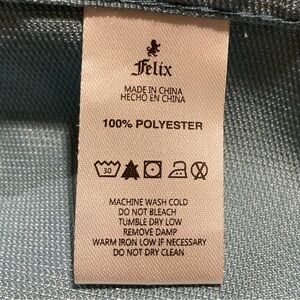 Felix
MADE IN CHINA
HECHO EN CHINA
100% POLYESTER
30
MACHINE WASH COLD
DO NOT BLEACH
TUMBLE DRY LOW
REMOVE DAMP
WARM IRON LOW IF NECESSARY
DO NOT DRY CLEAN